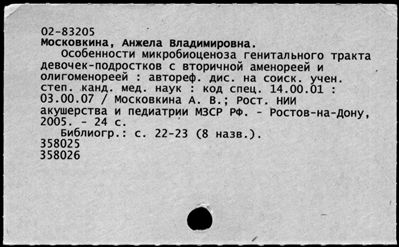 02-83205
Московкина, Анжела Владимировна.
Особенности микробиоценоза генитального тракта
девочек-подростков с вторичной аменореей и
олигоменореей : автореф. дис. на соиск. учен.
степ. канд. мед. наук : код спец. 14.00.01 :
03.00.07 / Московкина А. В.; Рост. НИИ
акушерства и педиатрии МЗСР РФ. - Ростов-на-Дону,
2005. - 24 с.
Библиогр.: с. 22-23 (8 назв.).
358025
358026